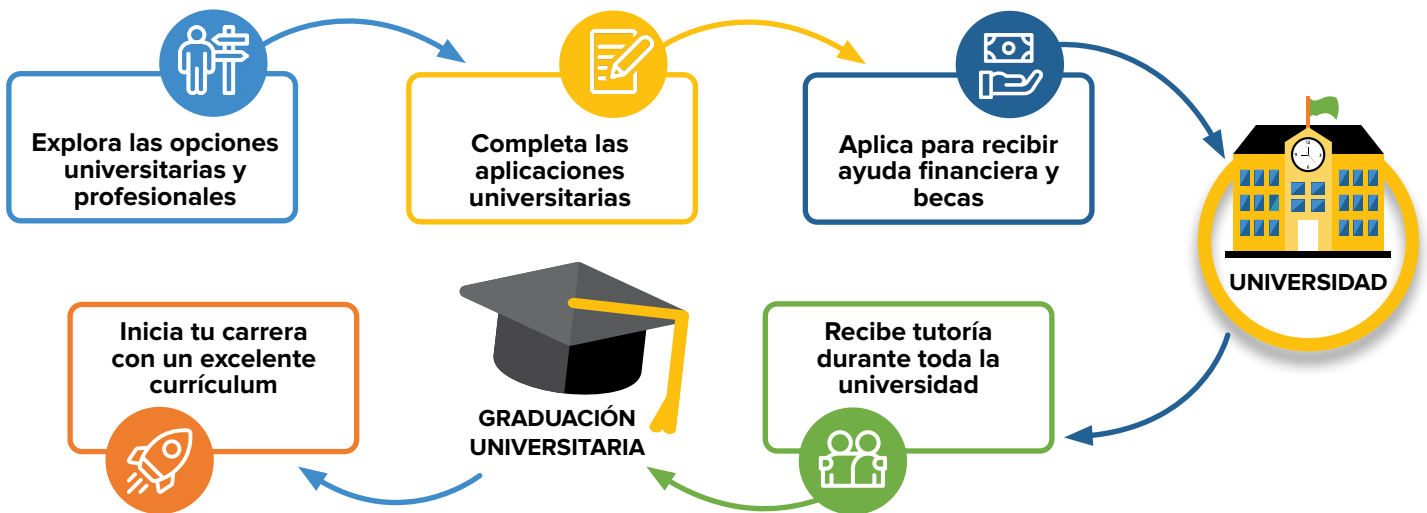 Explora las opciones
universitarias y
profesionales
Completa las
aplicaciones
universitarias
Aplica para recibir
ayuda financiera y
becas
UNIVERSIDAD
Recibe tutoría
durante toda la
universidad
GRADUACIÓN
UNIVERSITARIA
Inicia tu carrera
con un excelente
currículum